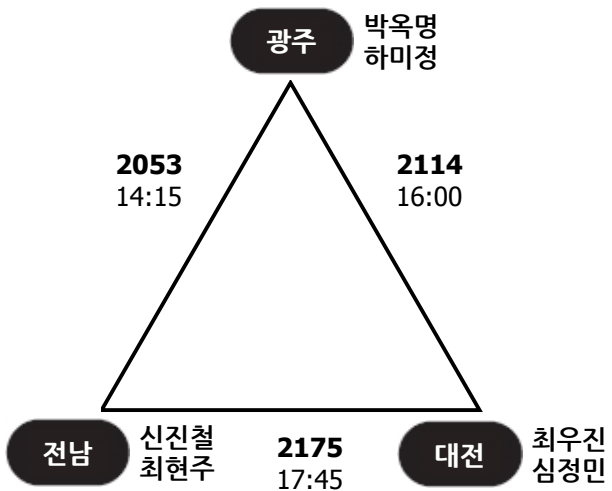 광주
박옥명
하미정
2053
14:15
2114
16:00
전남
신진철
최현주
2175
17:45
대전
최우진
심정민